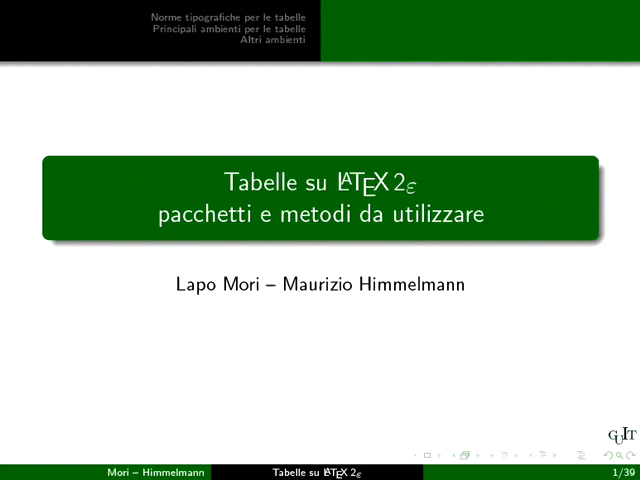 Norme tipografiche per le tabelle
Principali ambienti per le tabelle
Altri ambienti
Tabelle su LATEX 2ε
pacchetti e metodi da utilizzare
Lapo Mori – Maurizio Himmelmann
GUIT
Mori – Himmelmann
Tabelle su LATEX 2ε
1/39